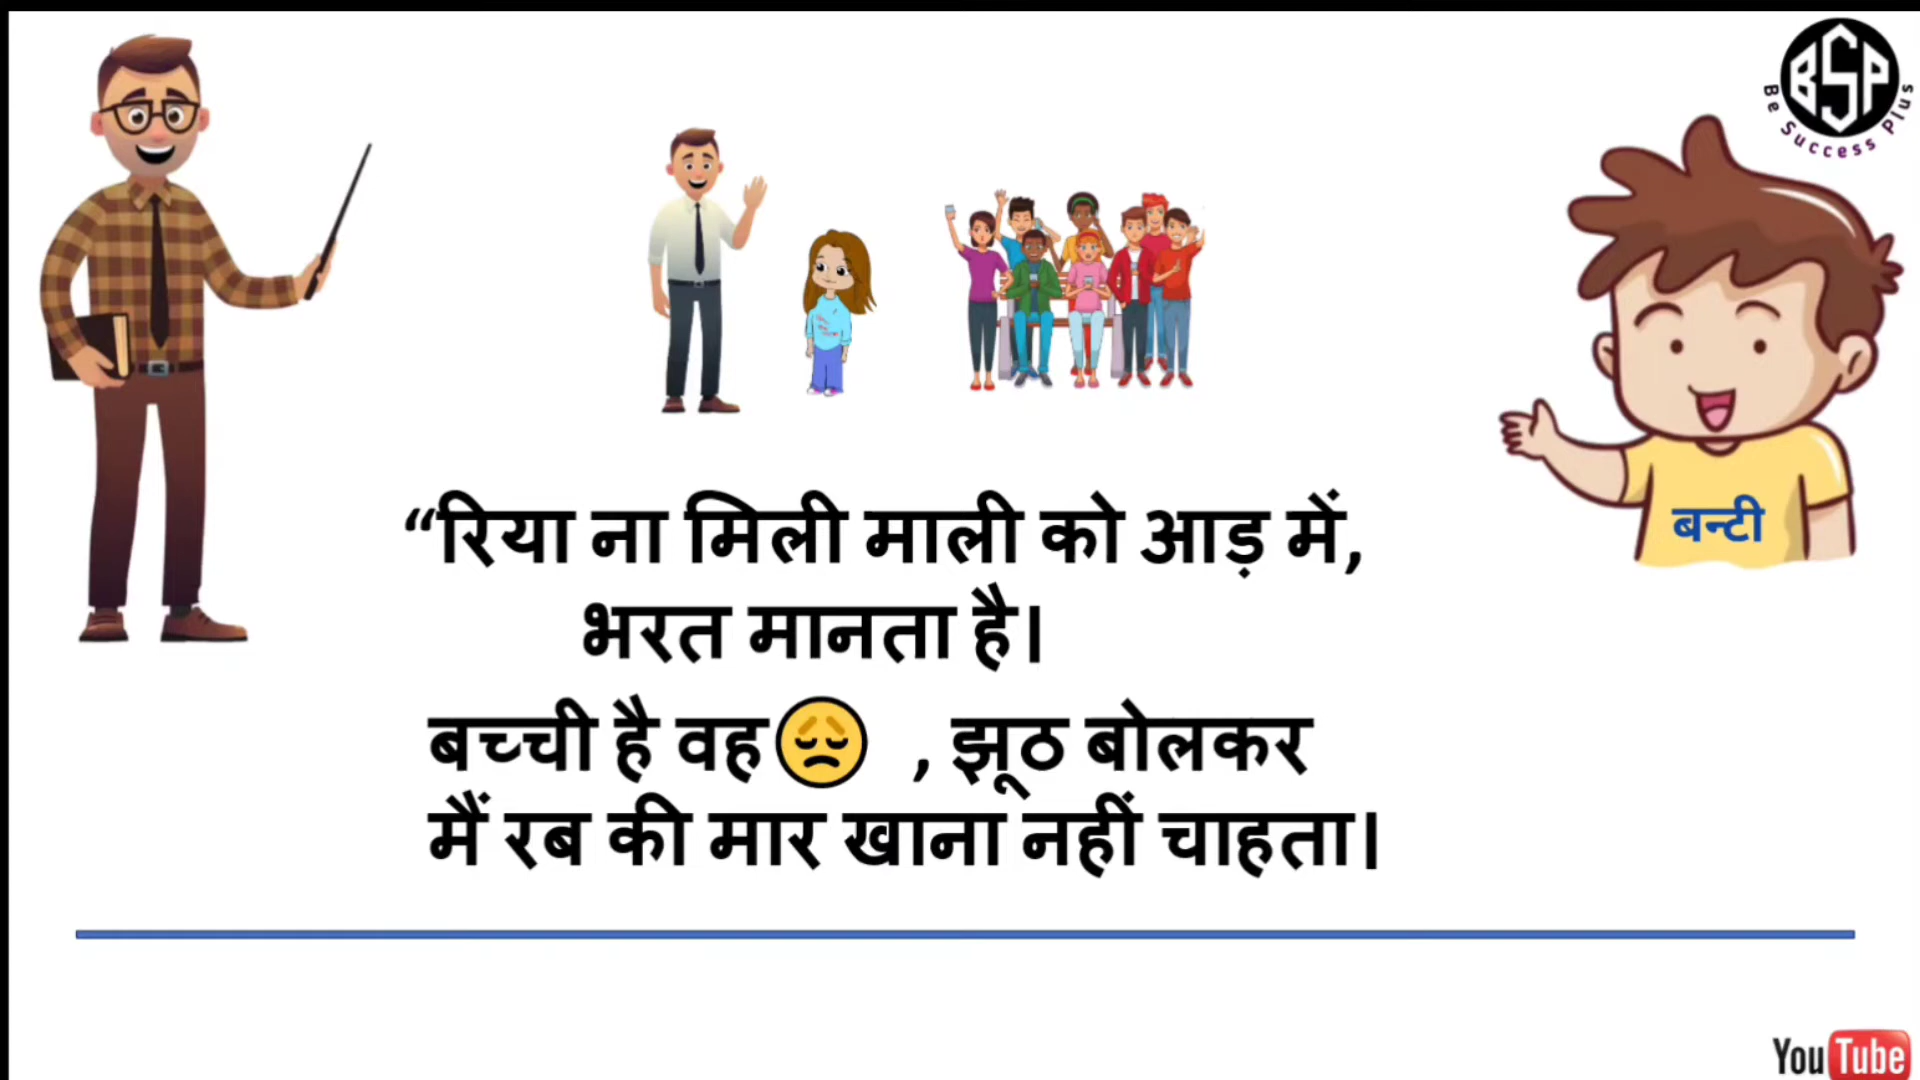 BSP
Be Success Plus
बन्टी
“रिया ना मिली माली को आड़ में,
भरत मानता है।
बच्ची है वह😞 , झूठ बोलकर
मैं रब की मार खाना नहीं चाहता।
YouTube